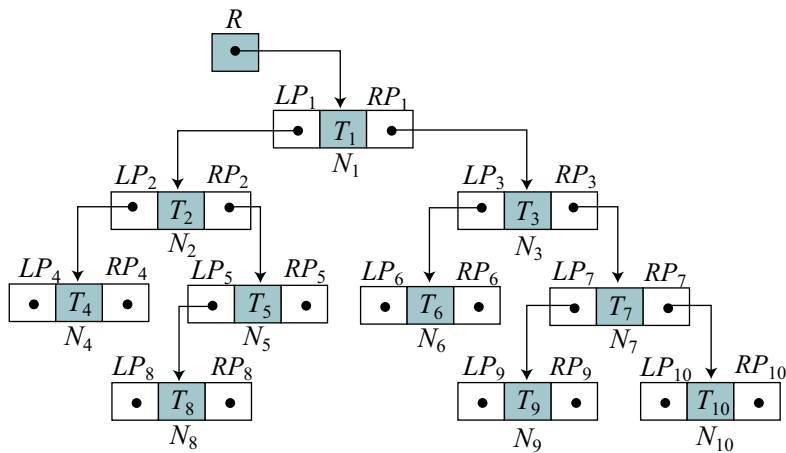 R
LP₁ RP₁
T₁
N₁
LP₂ RP₂ LP₃ RP₃
T₂ T₃
N₂ N₃
LP₄ RP₄ LP₅ RP₅ LP₆ RP₆ LP₇ RP₇
T₄ T₅ T₆ T₇
N₄ N₅ N₆ N₇
LP₈ RP₈ LP₉ RP₉ LP₁₀ RP₁₀
T₈ T₉ T₁₀
N₈ N₉ N₁₀